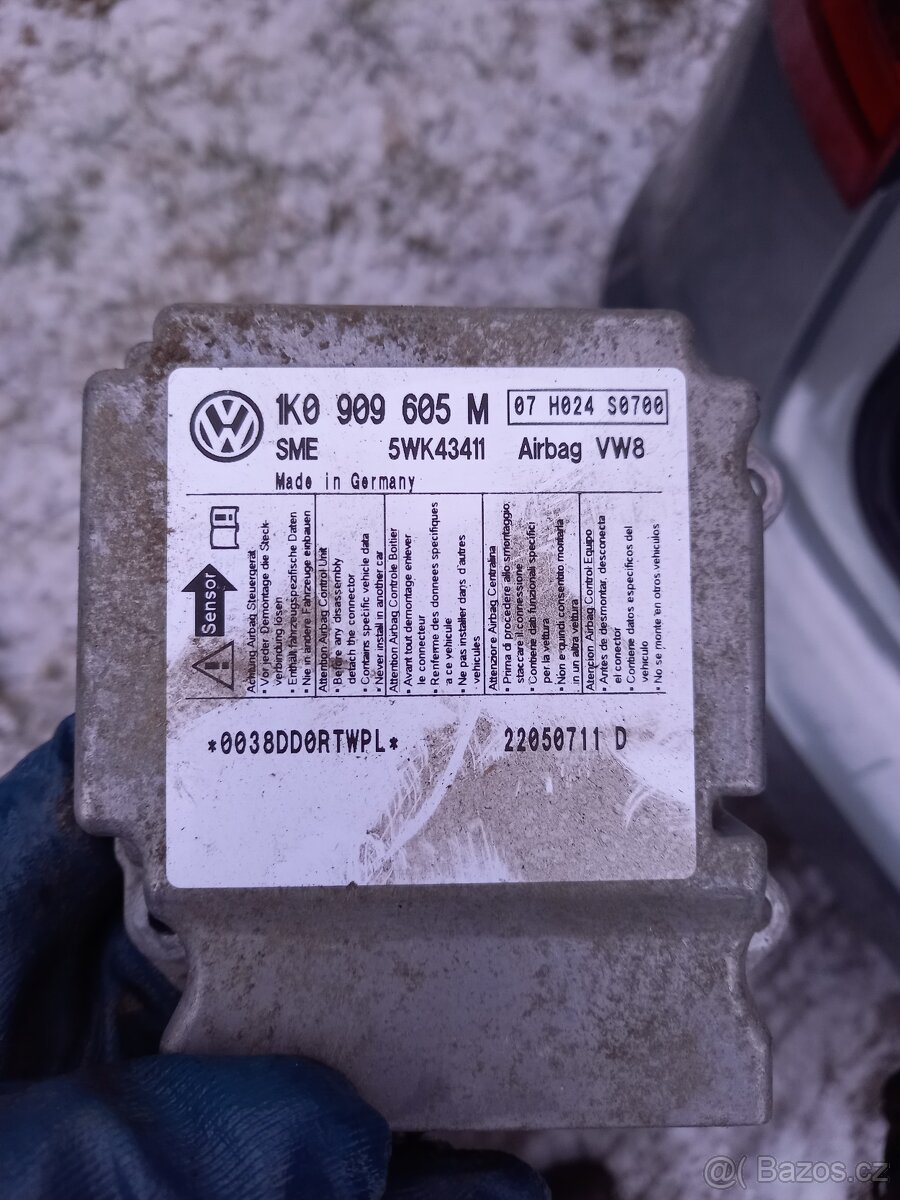 1K0 909 605 M 07 H024 S0700
SME 5WK43411 Airbag VW8
Made in Germany
Sensor
Achtung Airbag Steuergerät
• Vor jeder Demontage die Steck-
verbindung lösen
• Enthält fahrzeugspezifische Daten
• Nie in andere Fahrzeuge einbauen
Attention Airbag Control Unit
• Before any disassembly
detach the connector
• Contains specific vehicle data
• Never install in another car
Attention Airbag Controle Boitier
• Avant tout demontage enlever
le connecteur
• Renferme des donnees specifiques
a ce vehicule
• Ne pas installer dans d'autres
vehicules
Attenzione Airbag Centralina
• Prima di procedere allo smontaggio
staccare il connessione
• Contiene dati funzionali specifici
per la vettura
• Non e quindi consentito montarla
in un altra vettura
Atencion Airbag Control Equipo
• Antes de desmontar, desconecta
el conector
• Contiene datos especificos del
vehiculo
• No se monte en otros vehiculos
*0038DD0RTWPL* 22050711 D
@( Bazos.cz